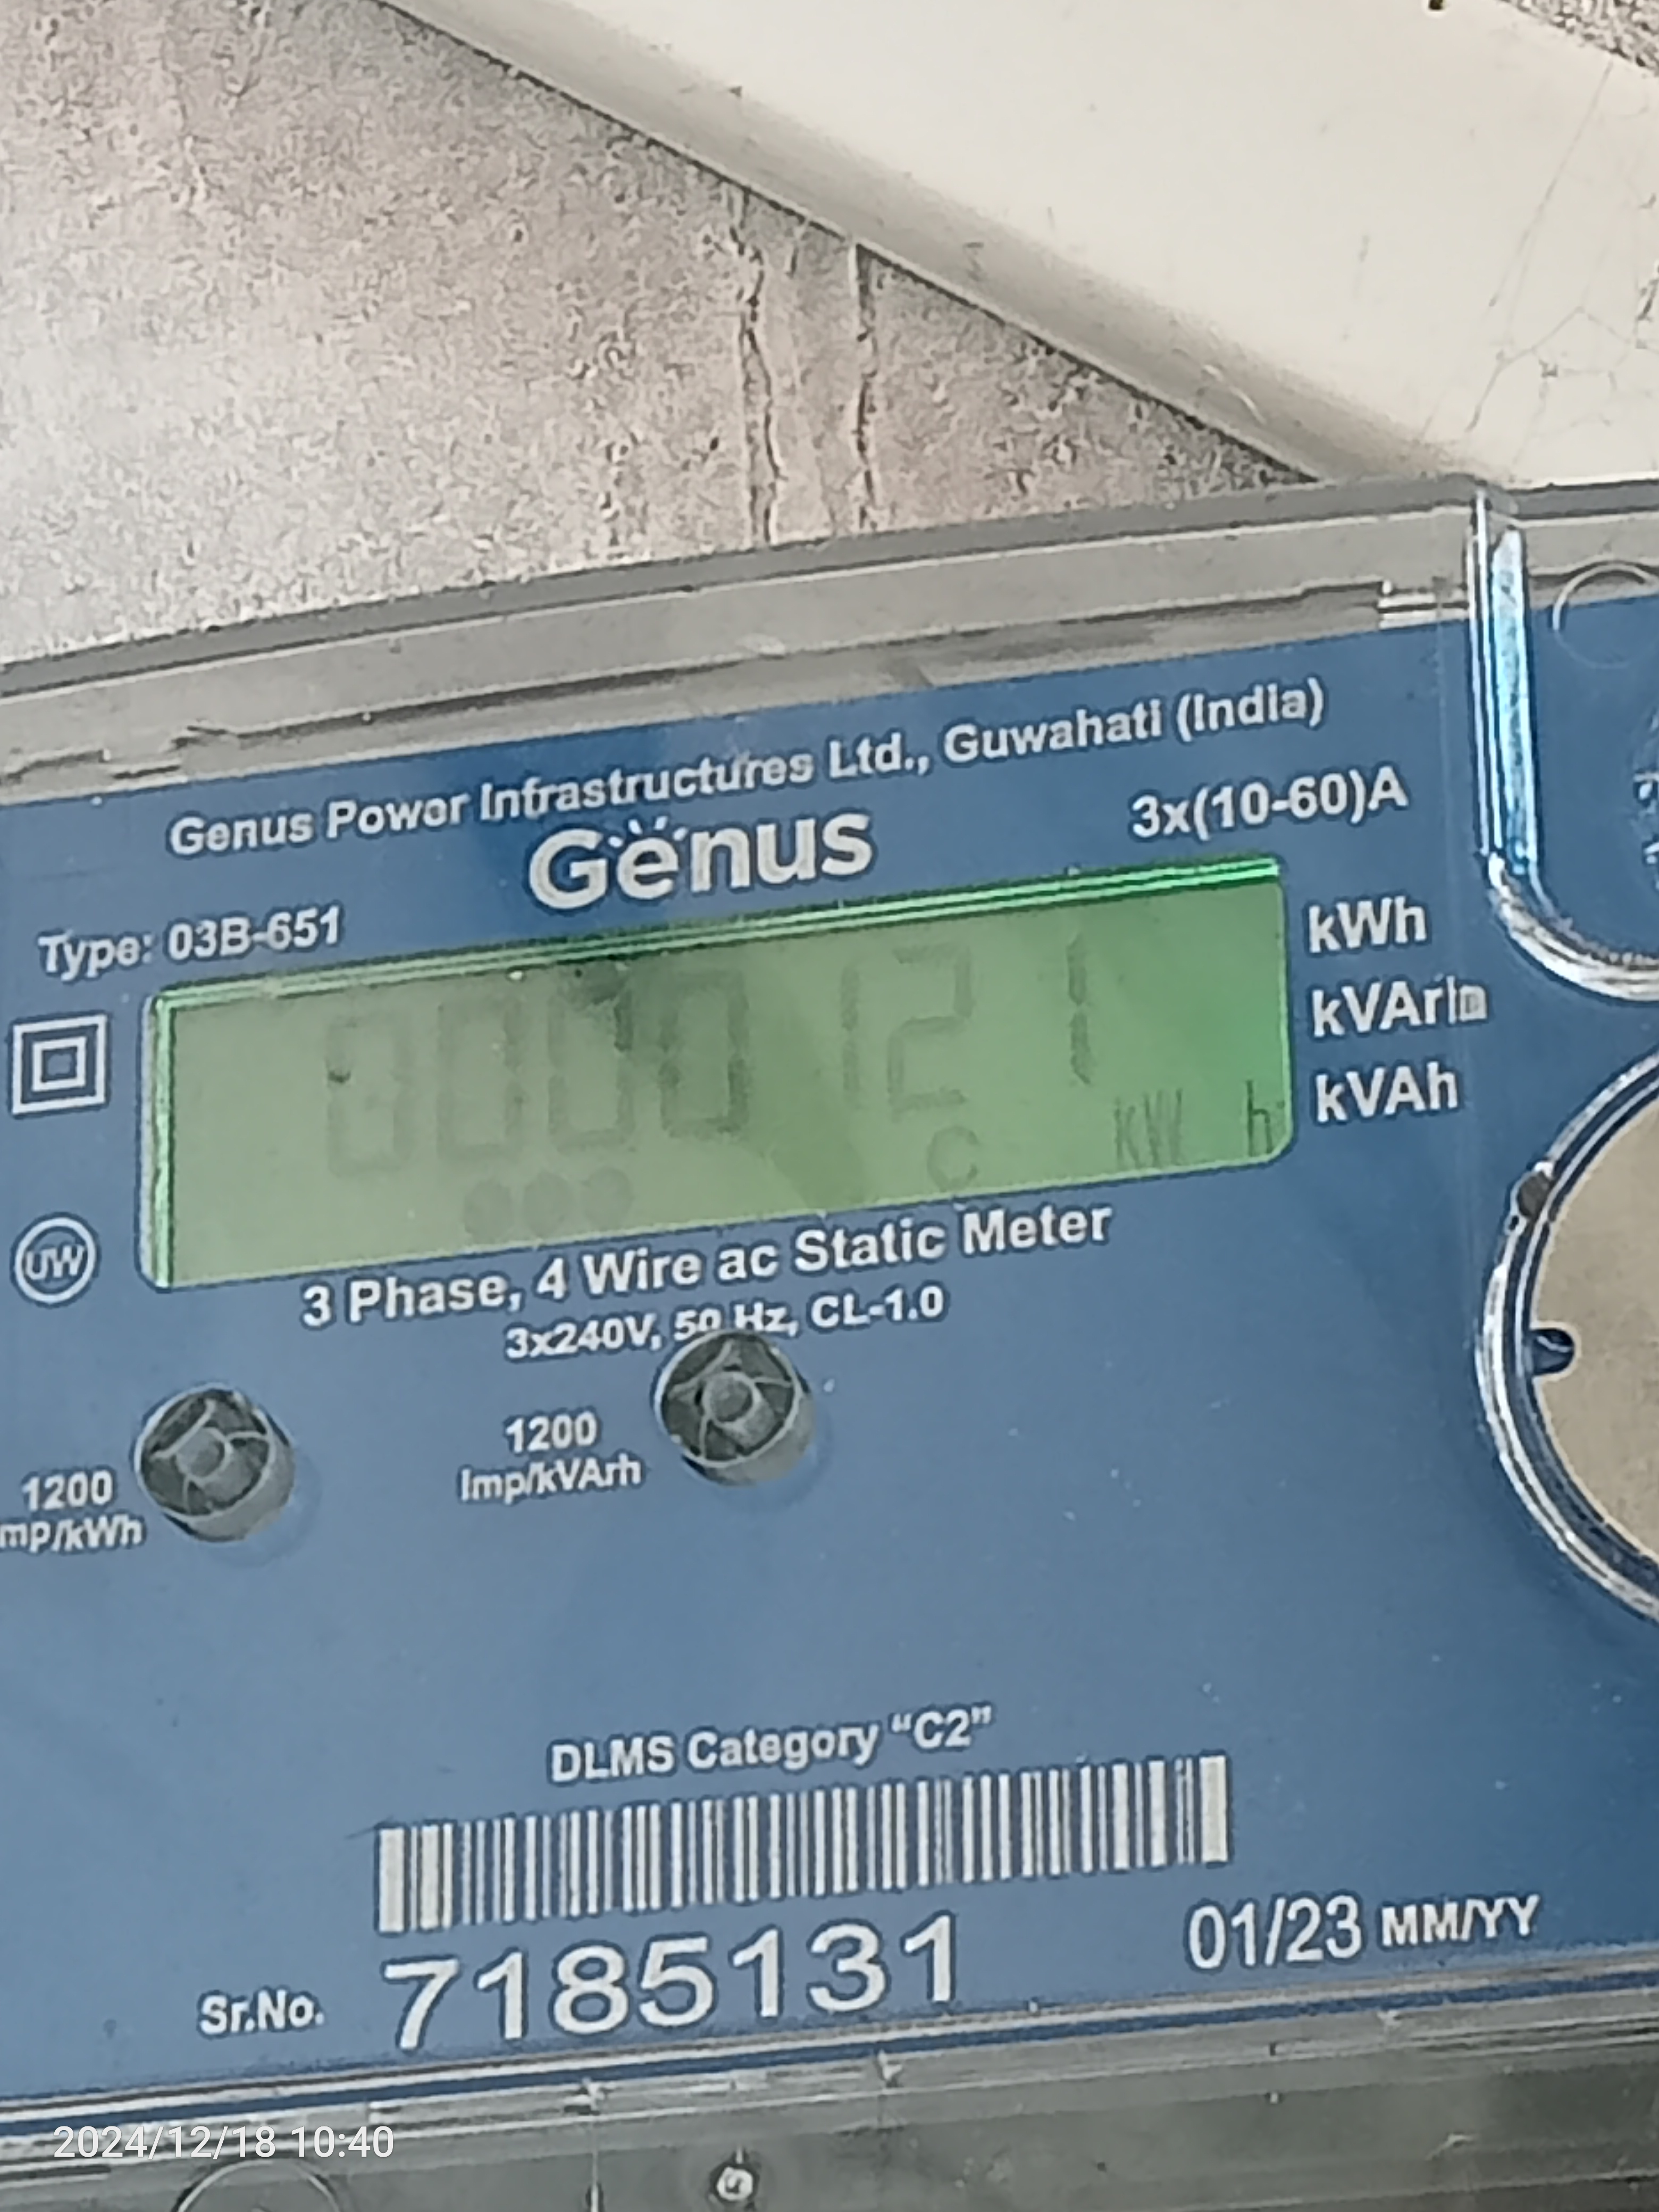 Genus Power Infrastructures Ltd., Guwahati (India)
Genus
3x(10-60)A
Type: 03B-651
kWh
kVArh
kVAh
121
C
kW h
UW
3 Phase, 4 Wire ac Static Meter
3x240V, 50 Hz, CL-1.0
1200
mp/kWh
1200
Imp/kVArh
DLMS Category “C2”
Sr.No. 7185131
01/23 MM/YY
2024/12/18 10:40